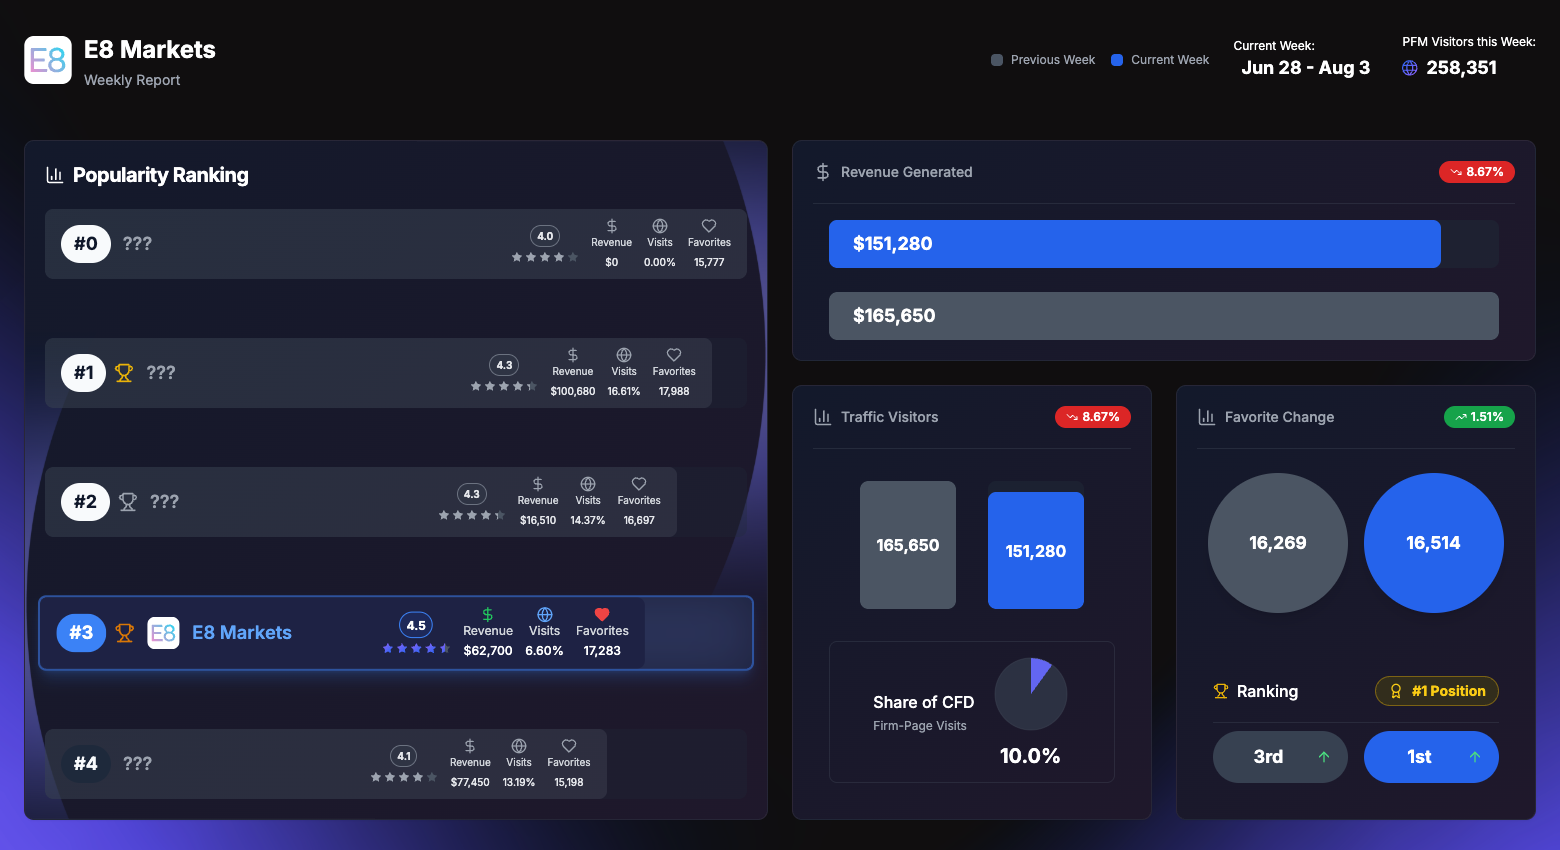 E8
E8 Markets
Weekly Report
Previous Week
Current Week
Current Week:
Jun 28 - Aug 3
PFM Visitors this Week:
258,351
Popularity Ranking
#0
???
4.0
Revenue
Visits
Favorites
$0
0.00%
15,777
#1
???
4.3
Revenue
Visits
Favorites
$100,680
16.61%
17,988
#2
???
4.3
Revenue
Visits
Favorites
$16,510
14.37%
16,697
#3
E8
E8 Markets
4.5
Revenue
Visits
Favorites
$62,700
6.60%
17,283
#4
???
4.1
Revenue
Visits
Favorites
$77,450
13.19%
15,198
Revenue Generated
8.67%
$151,280
$165,650
Traffic Visitors
8.67%
165,650
151,280
Share of CFD
Firm-Page Visits
10.0%
Favorite Change
1.51%
16,269
16,514
Ranking
#1 Position
3rd
1st